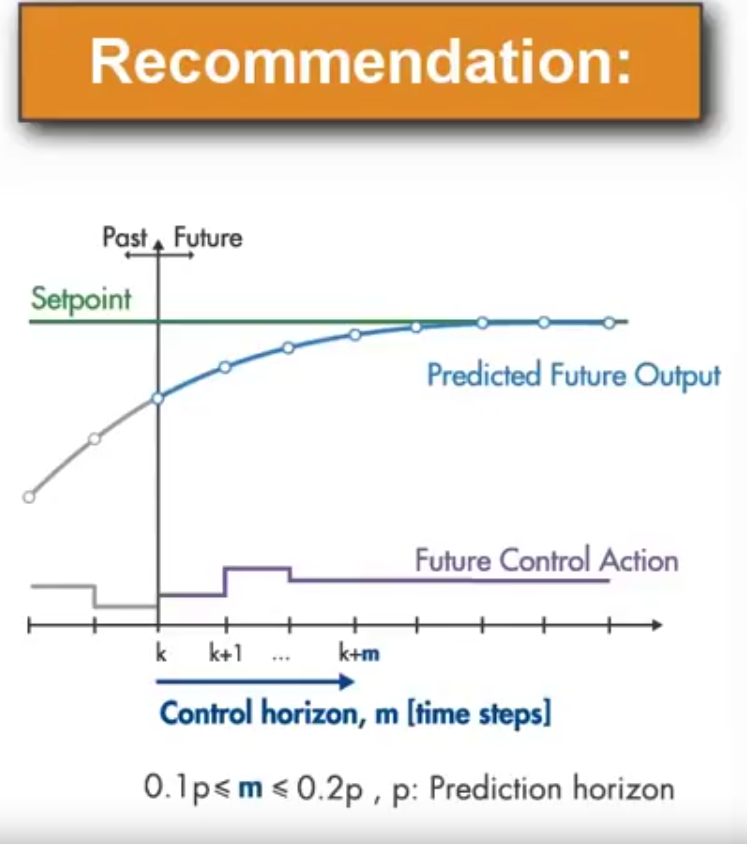 Recommendation:
Past Future
Setpoint
Predicted Future Output
Future Control Action
k k+1 ... k+m
Control horizon, m [time steps]
0.1p≤ m ≤ 0.2p , p: Prediction horizon